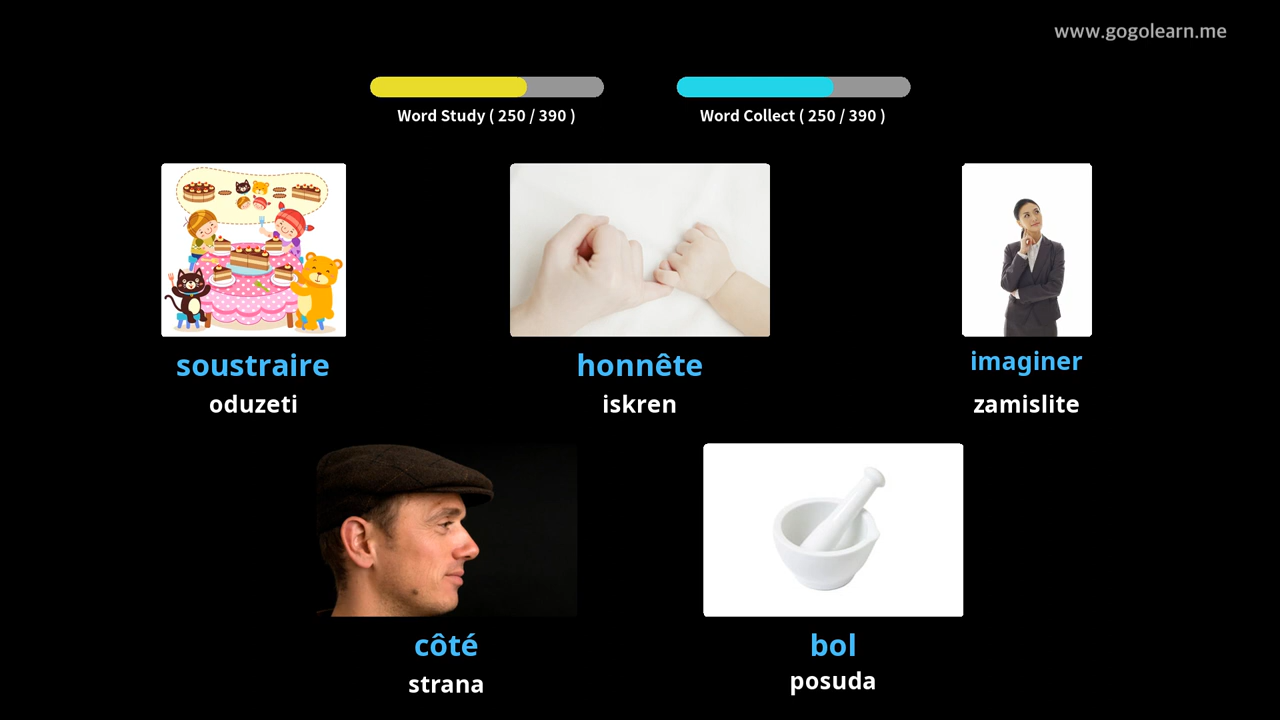 www.gogolearn.me
Word Study ( 250 / 390 )
Word Collect ( 250 / 390 )
soustraire
oduzeti
honnête
iskren
imaginer
zamislite
côté
strana
bol
posuda